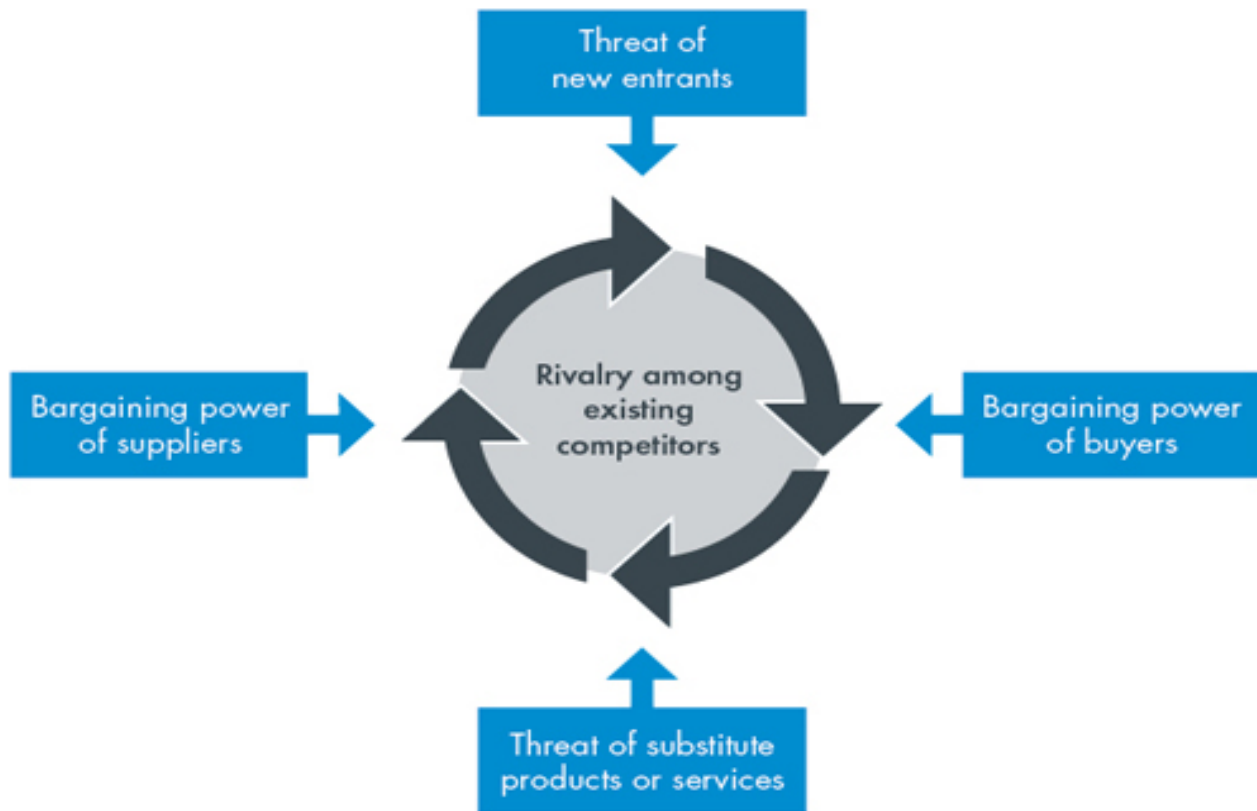 Threat of
new entrants
Bargaining power
of suppliers
Rivalry among
existing
competitors
Bargaining power
of buyers
Threat of substitute
products or services